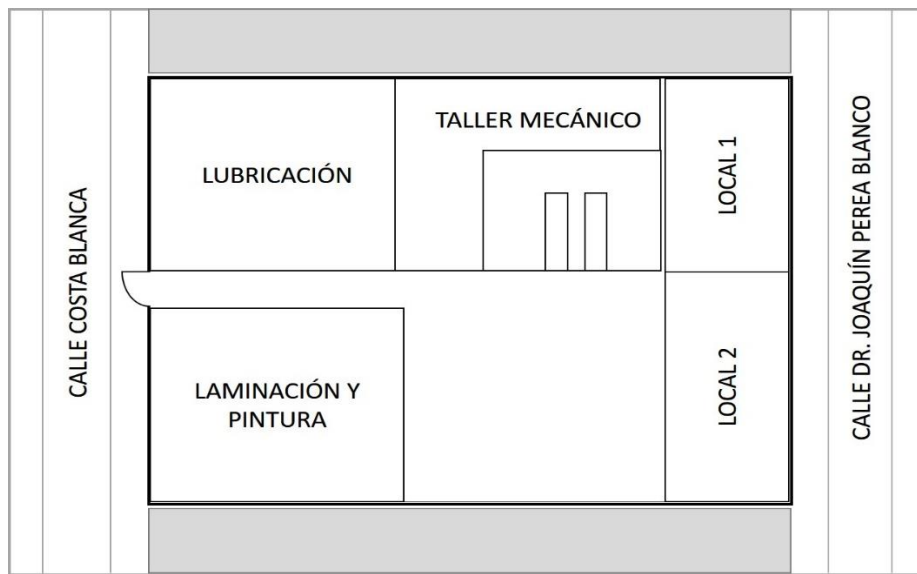 CALLE COSTA BLANCA
LUBRICACIÓN
TALLER MECÁNICO
LAMINACIÓN Y
PINTURA
LOCAL 1
LOCAL 2
CALLE DR. JOAQUÍN PEREA BLANCO